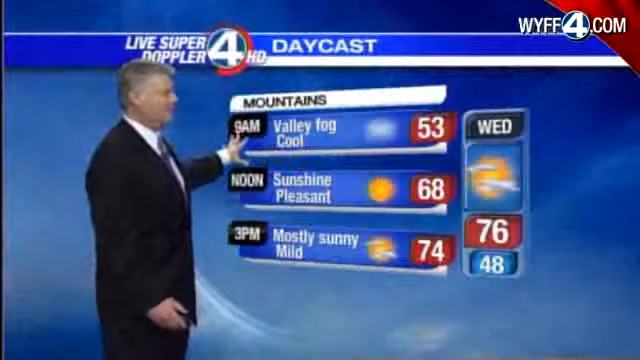 WYFF4.COM
LIVE SUPER
DOPPLER 4 HD
DAYCAST
MOUNTAINS
9AM Valley fog Cool 53
NOON Sunshine Pleasant 68
3PM Mostly sunny Mild 74
WED
76
48